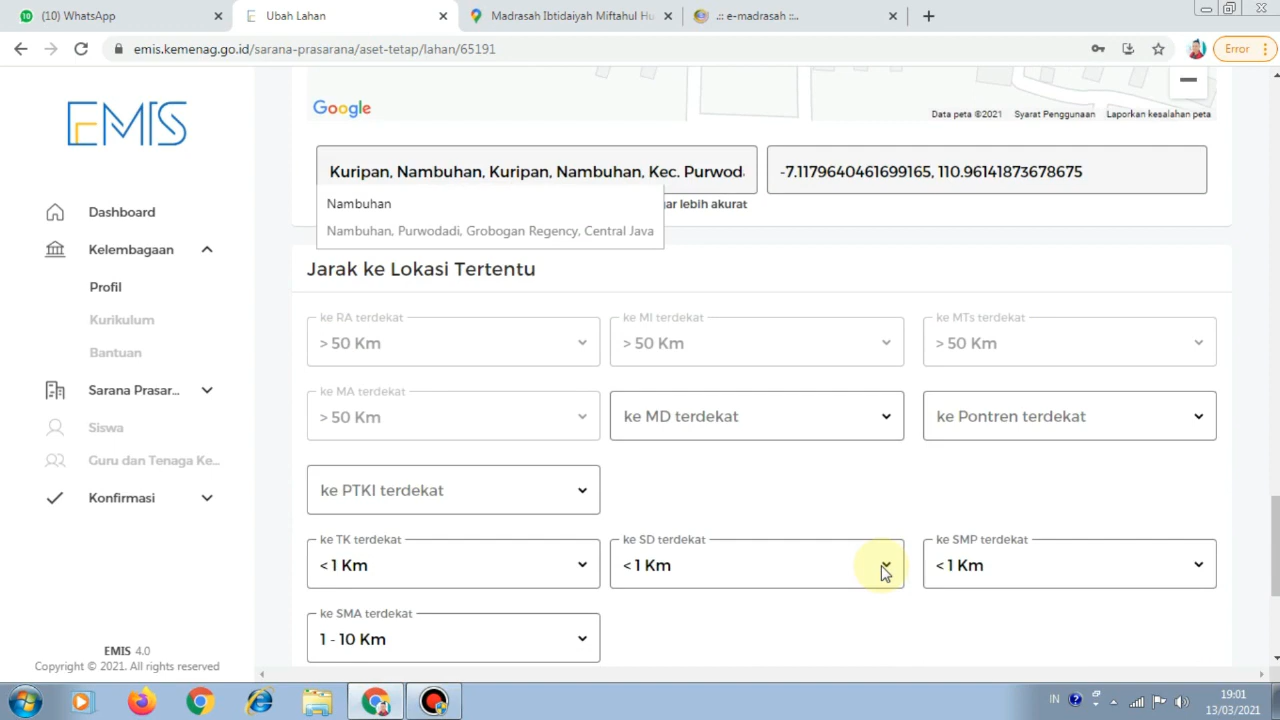 (10) WhatsApp
Ubah Lahan
Madrasah Ibtidaiyah Miftahul Hu
.:: e-madrasah ::..
emis.kemenag.go.id/sarana-prasarana/aset-tetap/lahan/65191
Error
EMIS
Dashboard
Kelembagaan
Profil
Kurikulum
Bantuan
Sarana Prasar...
Siswa
Guru dan Tenaga Ke...
Konfirmasi
EMIS 4.0
Copyright © 2021. All rights reserved
Google
Data peta ©2021 Syarat Penggunaan Laporkan kesalahan peta
Kuripan, Nambuhan, Kuripan, Nambuhan, Kec. Purwod
-7.1179640461699165, 110.96141873678675
Nambuhan
ar lebih akurat
Nambuhan, Purwodadi, Grobogan Regency, Central Java
Jarak ke Lokasi Tertentu
ke RA terdekat
> 50 Km
ke MI terdekat
> 50 Km
ke MTs terdekat
> 50 Km
ke MA terdekat
> 50 Km
ke MD terdekat
ke Pontren terdekat
ke PTKI terdekat
ke TK terdekat
< 1 Km
ke SD terdekat
< 1 Km
ke SMP terdekat
< 1 Km
ke SMA terdekat
1 - 10 Km
IN
19:01
13/03/2021